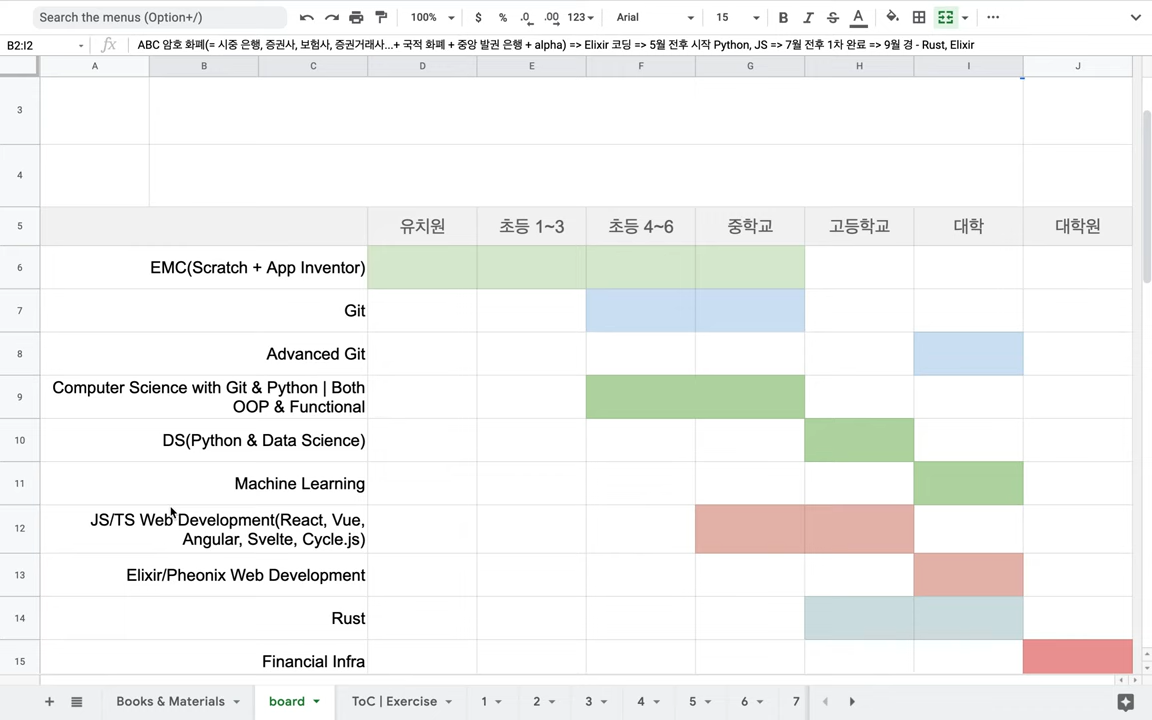 Search the menus (Option+/)
100%
$
%
.0
.00
123
Arial
15
B
I
S
A
B2:I2
fx
ABC 암호 화폐(= 시중 은행, 증권사, 보험사, 증권거래사...+ 국적 화폐 + 중앙 발권 은행 + alpha) => Elixir 코딩 => 5월 전후 시작 Python, JS => 7월 전후 1차 완료 => 9월 경 - Rust, Elixir
A B C D E F G H I J
3
4
5 유치원 초등 1~3 초등 4~6 중학교 고등학교 대학 대학원
6 EMC(Scratch + App Inventor)
7 Git
8 Advanced Git
9 Computer Science with Git & Python | Both
OOP & Functional
10 DS(Python & Data Science)
11 Machine Learning
12 JS/TS Web Development(React, Vue,
Angular, Svelte, Cycle.js)
13 Elixir/Pheonix Web Development
14 Rust
15 Financial Infra
Books & Materials
board
ToC | Exercise
1
2
3
4
5
6
7